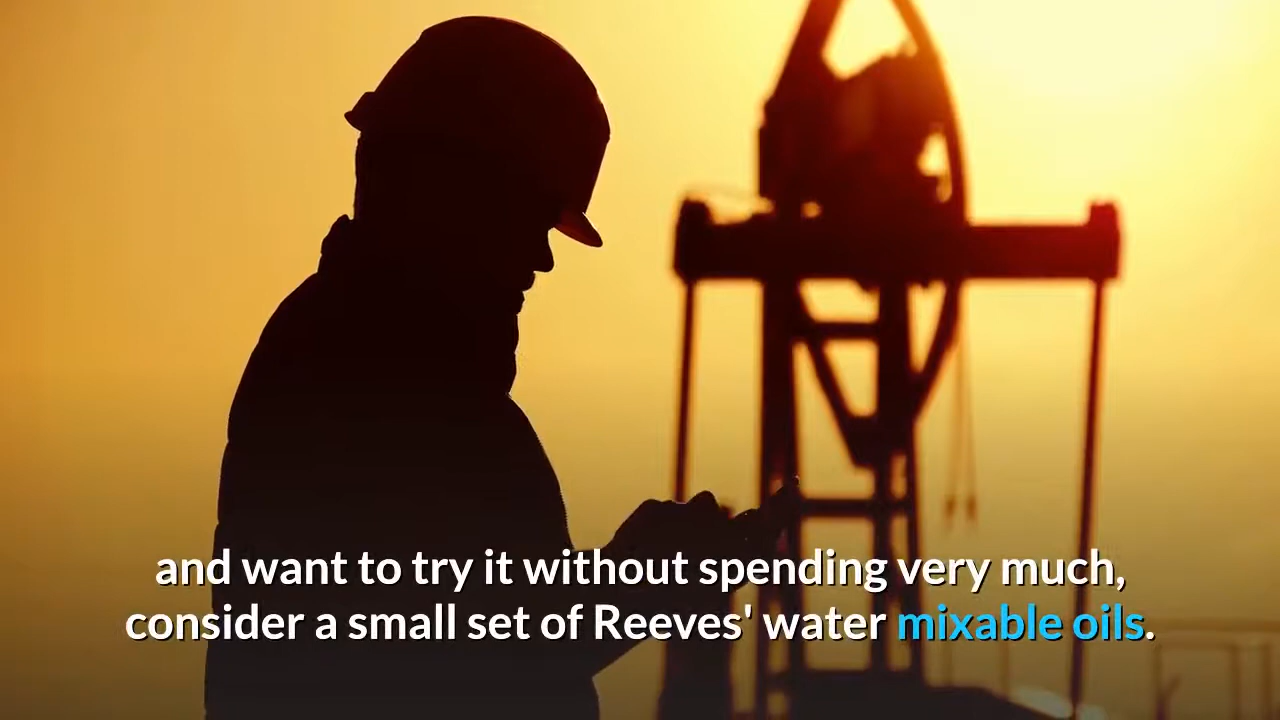 and want to try it without spending very much,
consider a small set of Reeves' water mixable oils.